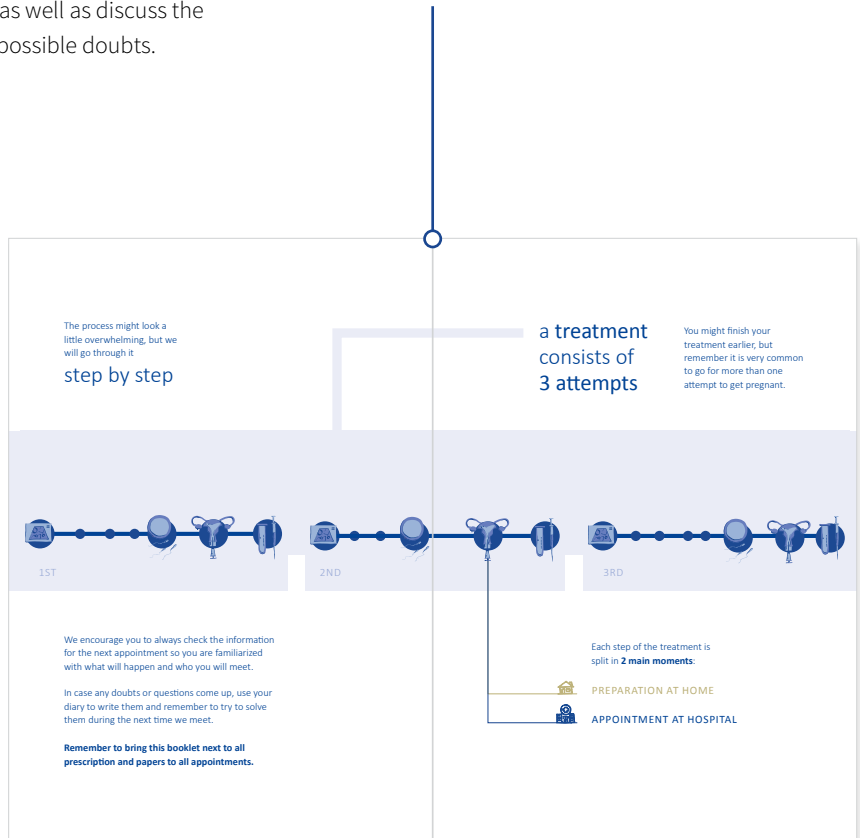 as well as discuss the
possible doubts.
The process might look a
little overwhelming, but we
will go through it
step by step
a treatment
consists of
3 attempts
You might finish your
treatment earlier, but
remember it is very common
to go for more than one
attempt to get pregnant.
1ST
2ND
3RD
We encourage you to always check the information
for the next appointment so you are familiarized
with what will happen and who you will meet.
In case any doubts or questions come up, use your
diary to write them and remember to try to solve
them during the next time we meet.
Remember to bring this booklet next to all
prescription and papers to all appointments.
Each step of the treatment is
split in 2 main moments:
PREPARATION AT HOME
APPOINTMENT AT HOSPITAL